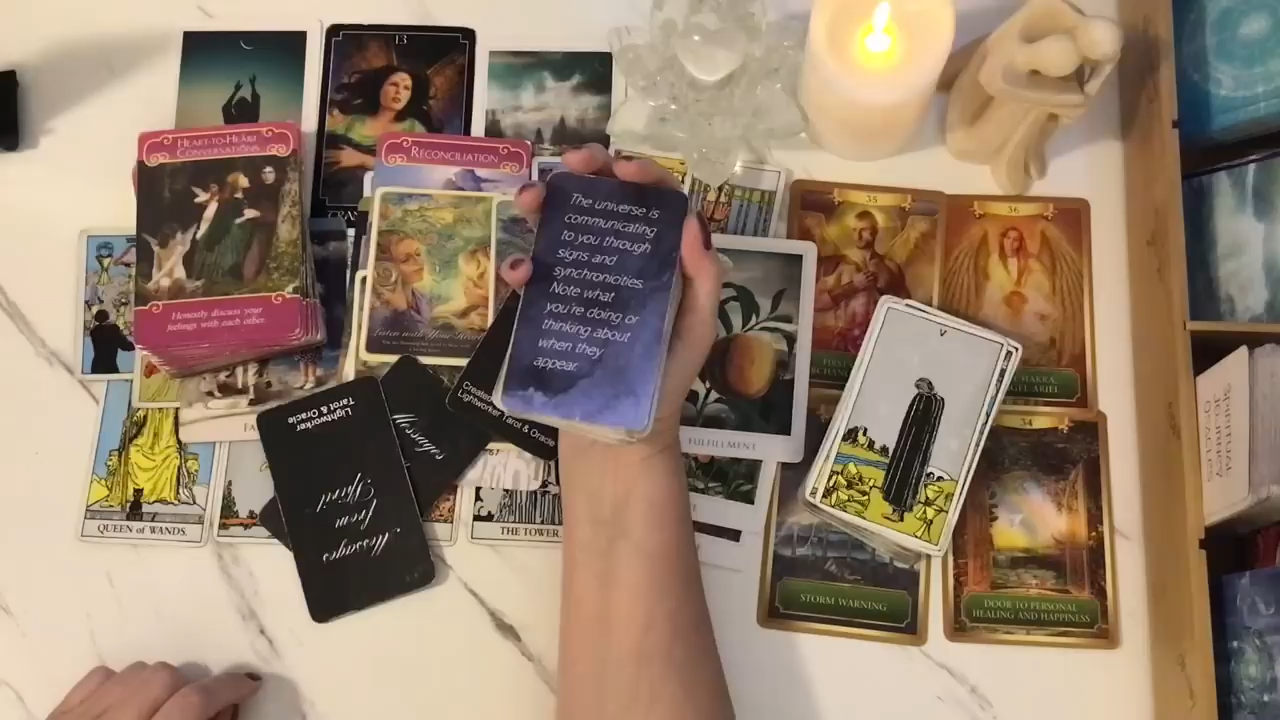 13
HEART-TO-HEART
CONVERSATIONS
RECONCILIATION
The universe is
communicating
to you through
signs and
synchronicities.
Note what
you're doing or
thinking about
when they
appear.
35
36
Honestly discuss your
feelings with each other.
Listen with Your Heart
V
FULFILLMENT
Created
Lightworker Tarot & Oracle
Lightworker
Tarot & Oracle
Messages
from
Spirit
34
QUEEN of WANDS.
THE TOWER.
STORM WARNING
DOOR TO PERSONAL
HEALING AND HAPPINESS
SPIRITUAL
JOURNEY
ORACLES